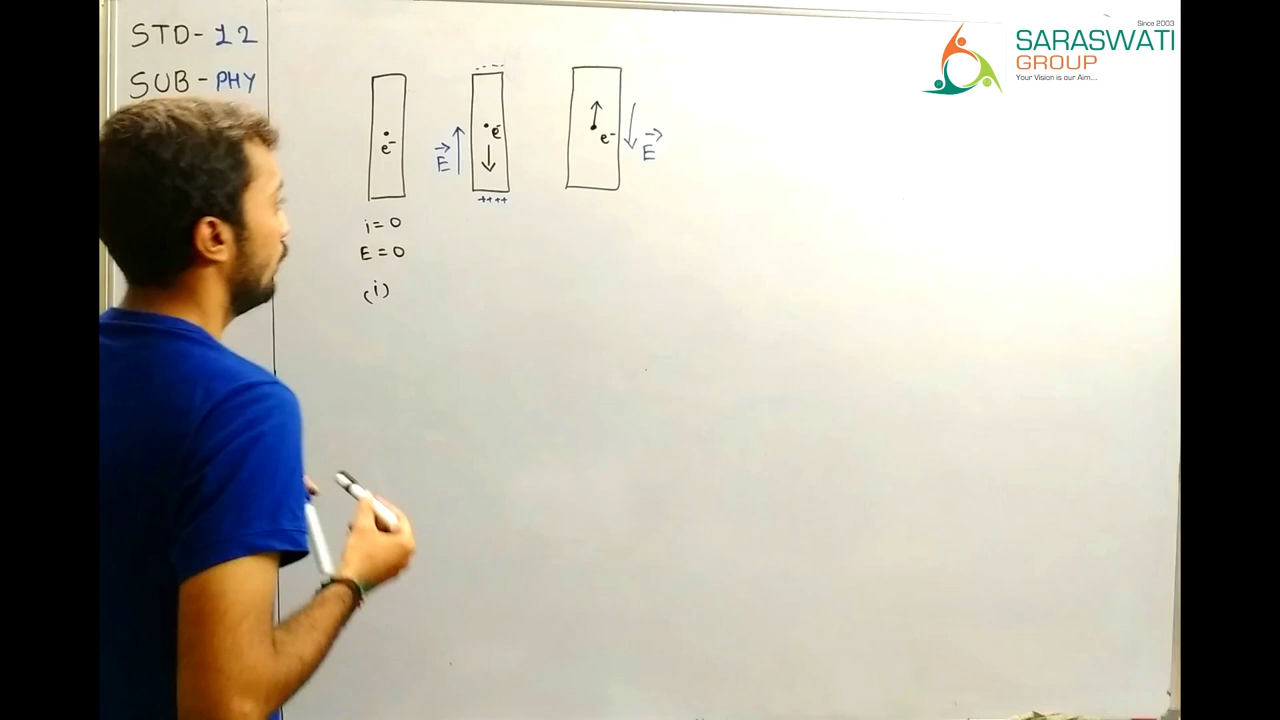 STD- 12
SUB - PHY
e-
i = 0
E = 0
(i)
- - - -
e-
E
++++
e-
E
Since 2003
SARASWATI
GROUP
Your Vision is our Aim...